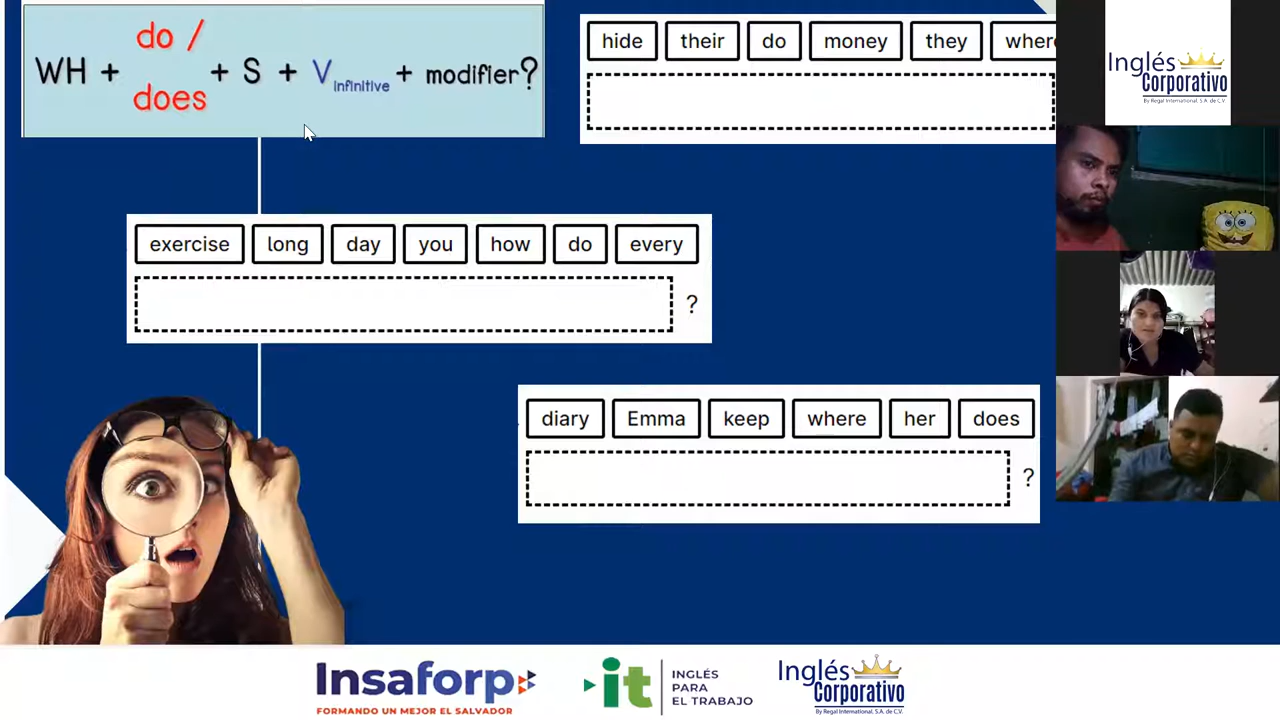 WH + do / does + S + V infinitive + modifier?
hide their do money they where
exercise long day you how do every
?
diary Emma keep where her does
?
Inglés
Corporativo
By Regal International, S.A. de C.V.
Insaforp
FORMANDO UN MEJOR EL SALVADOR
it
INGLÉS
PARA
EL TRABAJO
Inglés
Corporativo
By Regal International, S.A. de C.V.